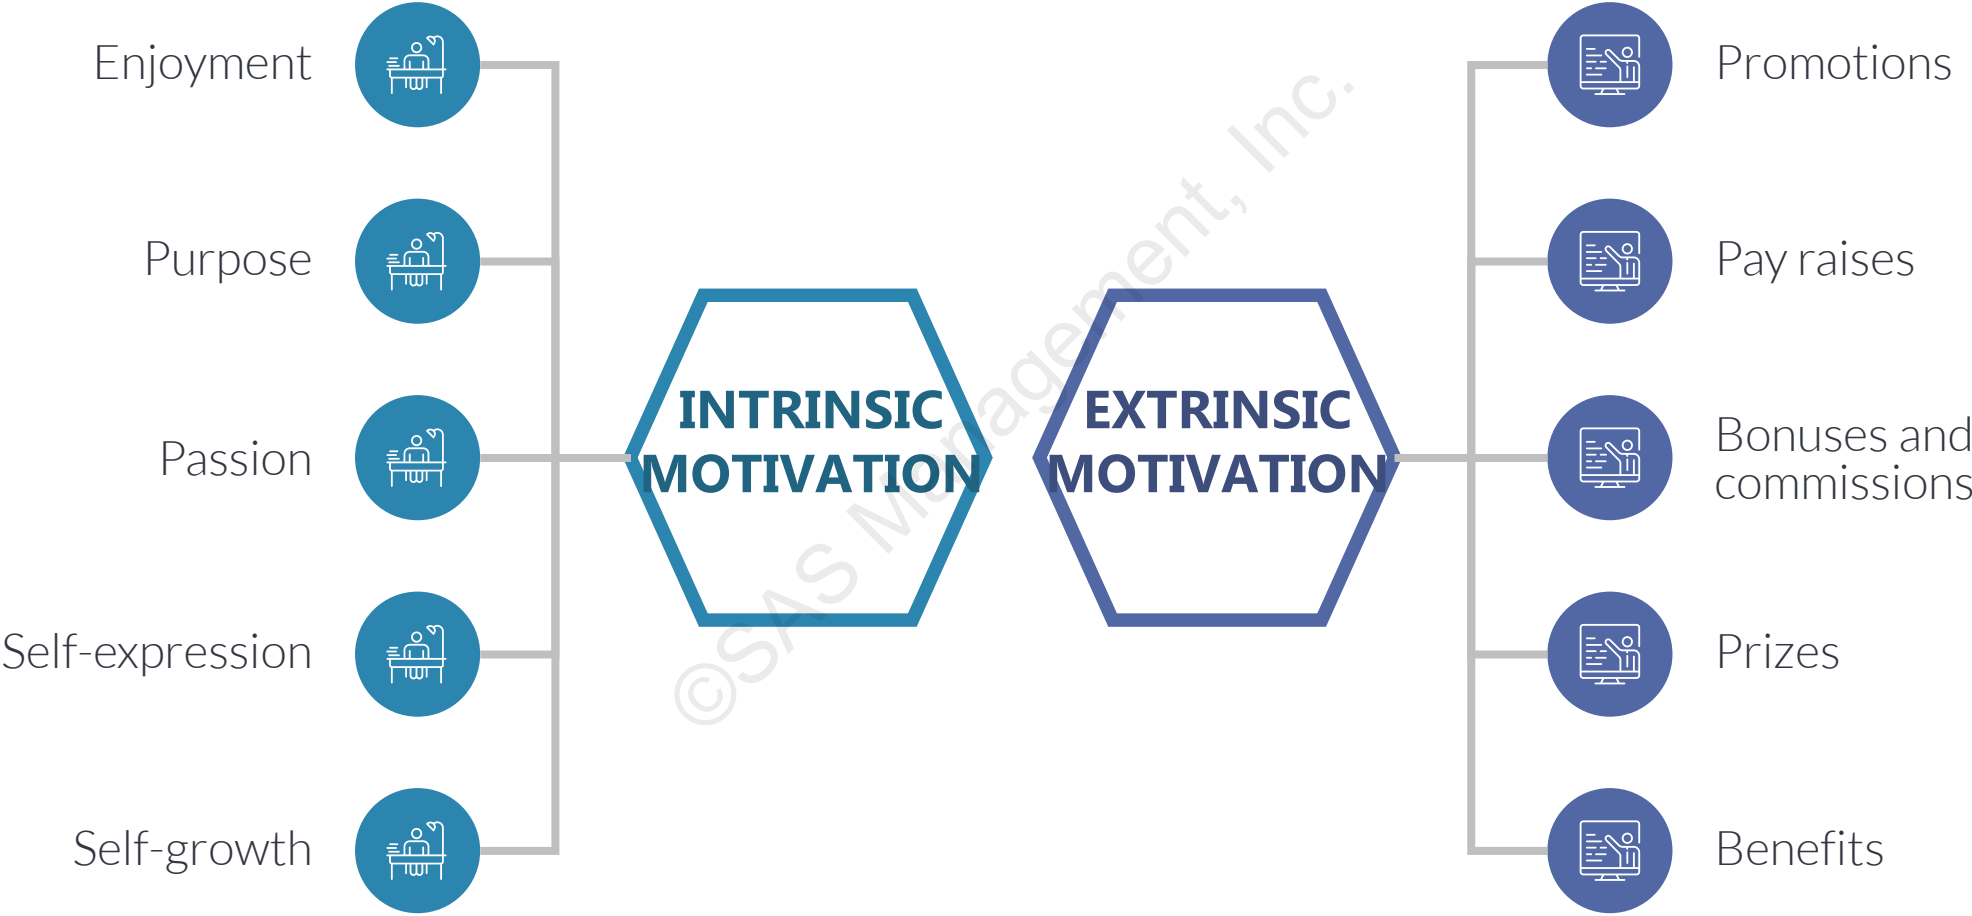 Enjoyment
Purpose
Passion
Self-expression
Self-growth
INTRINSIC
MOTIVATION
EXTRINSIC
MOTIVATION
Promotions
Pay raises
Bonuses and
commissions
Prizes
Benefits
©SAS Management, Inc.